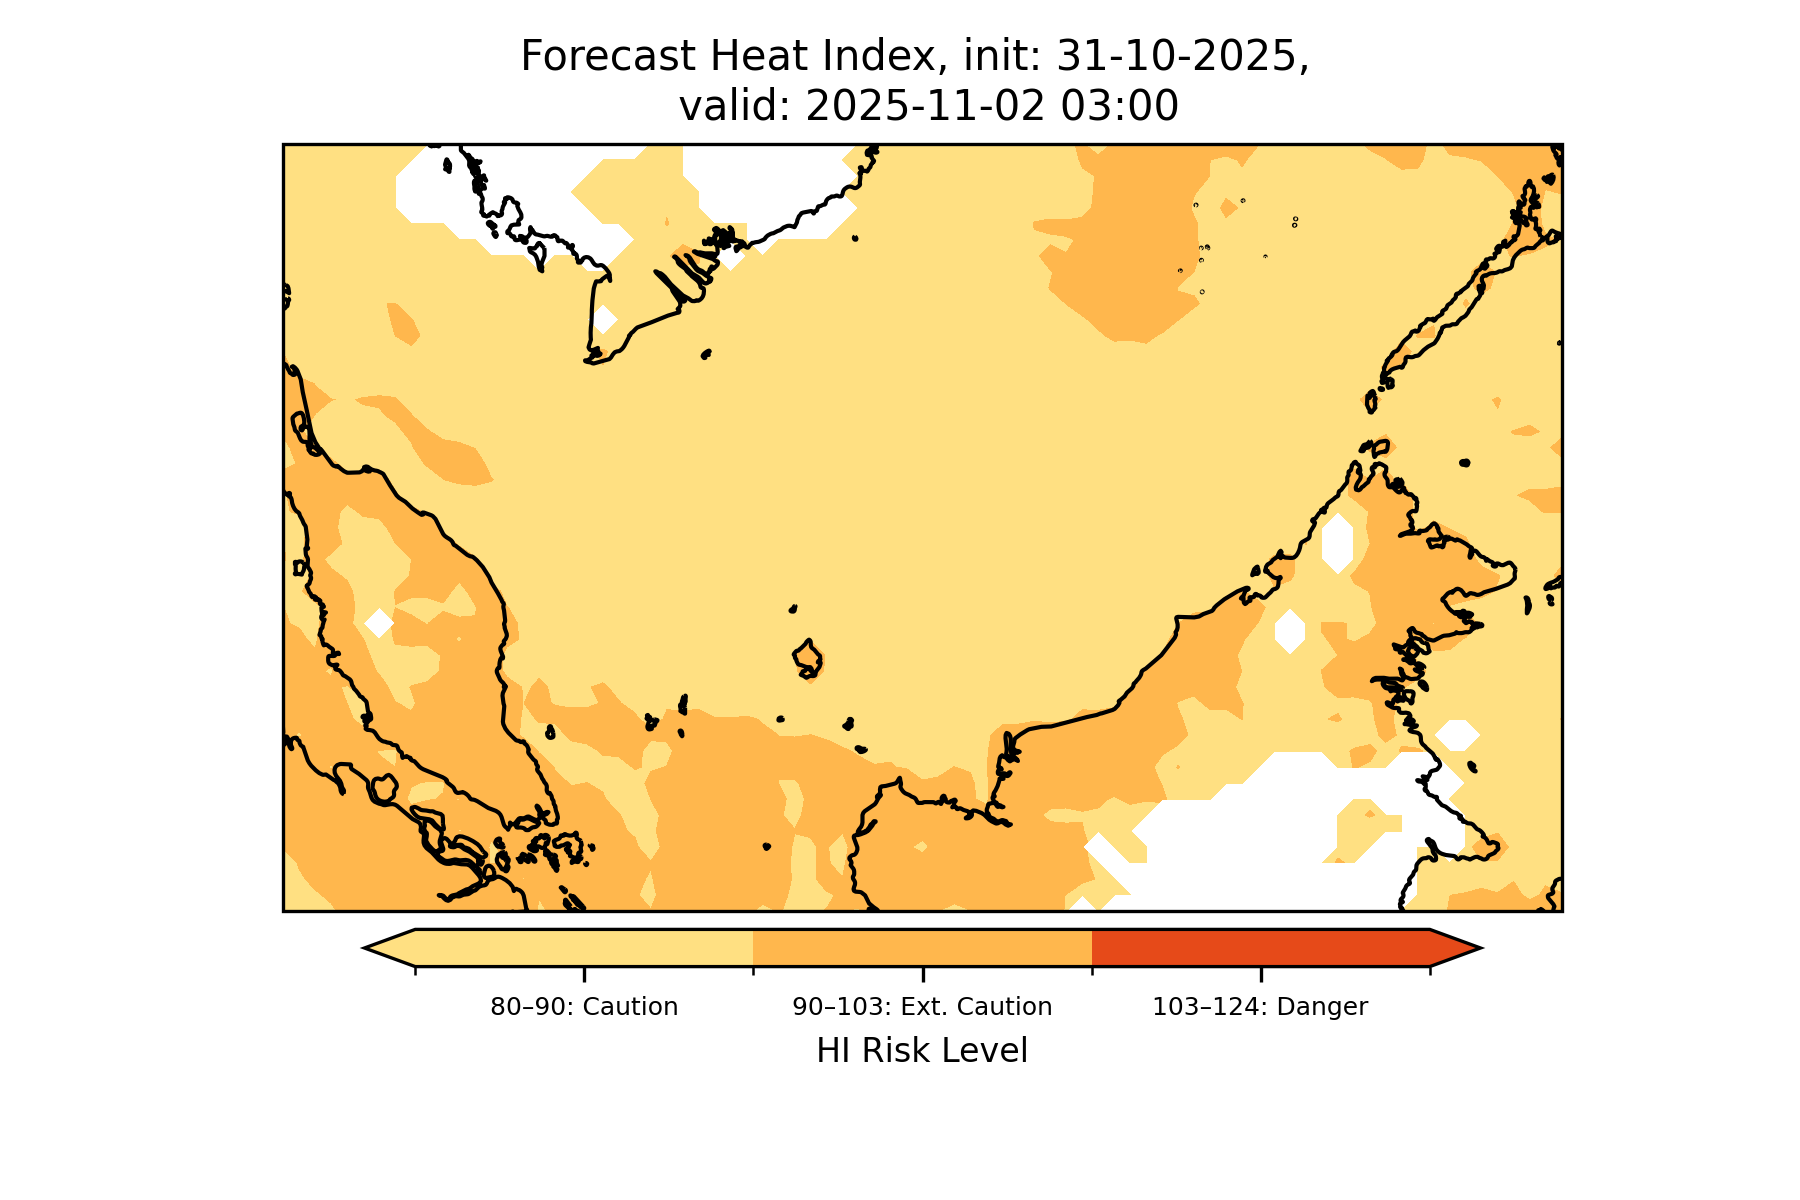 Forecast Heat Index, init: 31-10-2025,
valid: 2025-11-02 03:00
80–90: Caution
90–103: Ext. Caution
103–124: Danger
HI Risk Level